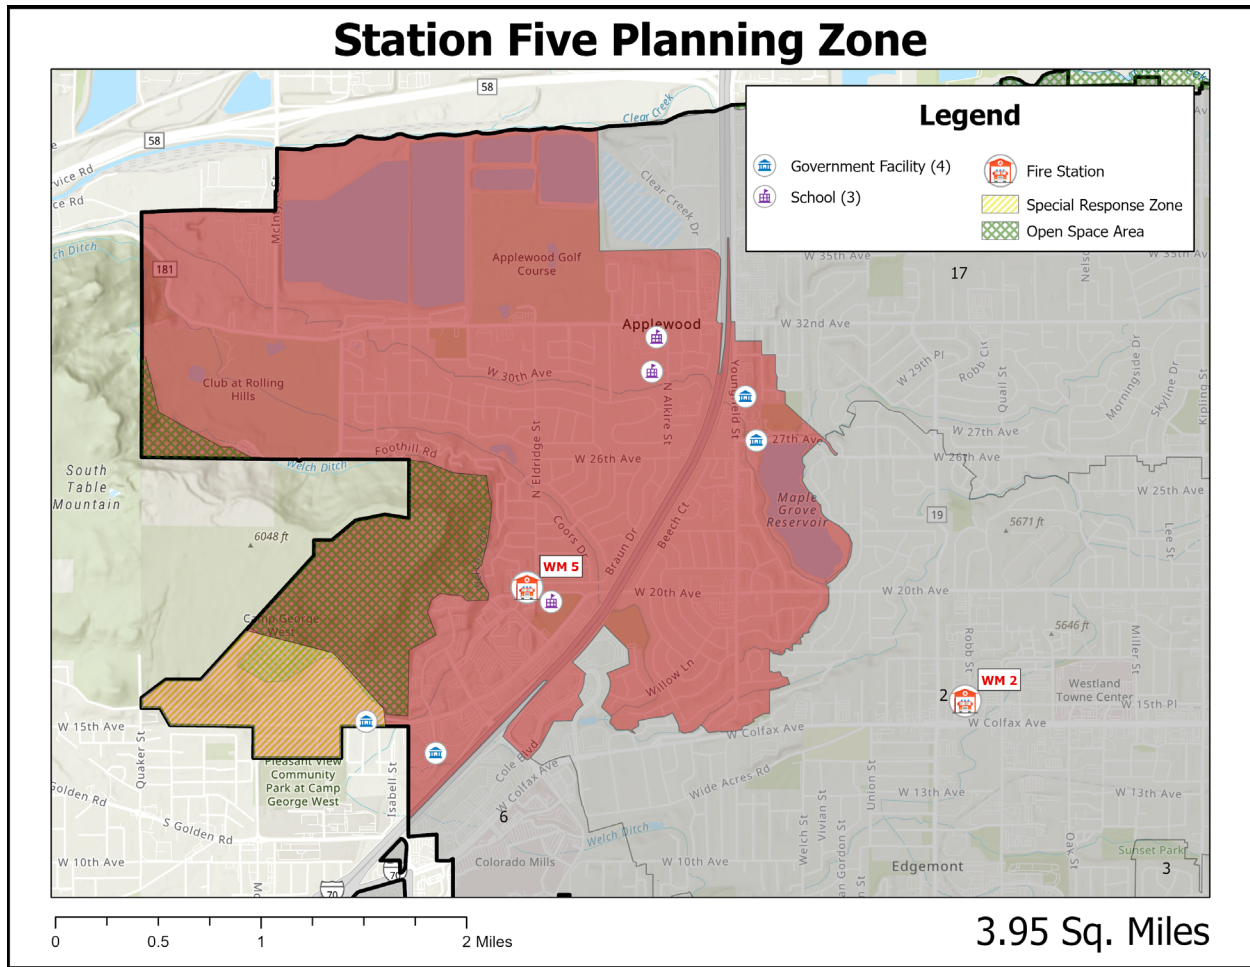 Station Five Planning Zone
58
58
Clear Creek
Legend
Government Facility (4)
School (3)
Fire Station
Special Response Zone
Open Space Area
vice Rd
ce Rd
ch Ditch
181
Clear Creek Dr
Applewood Golf
Course
W 35th Ave
W 35th Av
17
Applewood
W 32nd Ave
W 30th Ave
Club at Rolling
Hills
N Alkire St
W 29th Pl
Robb Cir
Quail St
Morningside Dr
Skyline Dr
Kipling St
27th Ave
W 27th Ave
Foothill Rd
Welch Ditch
N Eldridge St
W 26th Ave
W 26th Ave
South
Table
Mountain
W 25th Ave
Maple
Grove
Reservoir
19
5671 ft
Lee St
6048 ft
Coors Dr
Braun Dr
Beech Ct
WM 5
W 20th Ave
W 20th Ave
Camp George
West
5646 ft
Robb St
Miller St
Willow Ln
WM 2
2
Westland
Towne Center
W 15th Pl
W 15th Ave
W Colfax Ave
W Colfax Ave
Quaker St
Pleasant View
Community
Park at Camp
George West
Isabell St
Cole Blvd
W Colfax Ave
Wide Acres Rd
Union St
W 13th Ave
W 13th Ave
Golden Rd
S Golden Rd
6
Welch St
Vivian St
Welch Ditch
W 10th Ave
Colorado Mills
W 10th Ave
Edgemont
Oak St
Sunset Park
3
70
70
0
0.5
1
2 Miles
3.95 Sq. Miles